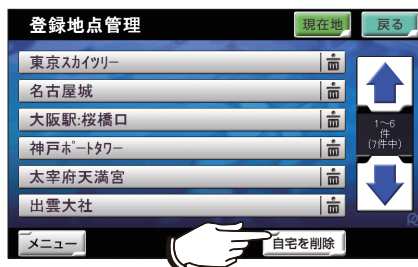 登録地点管理
現在地
戻る
東京スカイツリー
名古屋城
大阪駅:桜橋口
神戸ポートタワー
太宰府天満宮
出雲大社
1〜6
件
(7件中)
メニュー
自宅を削除